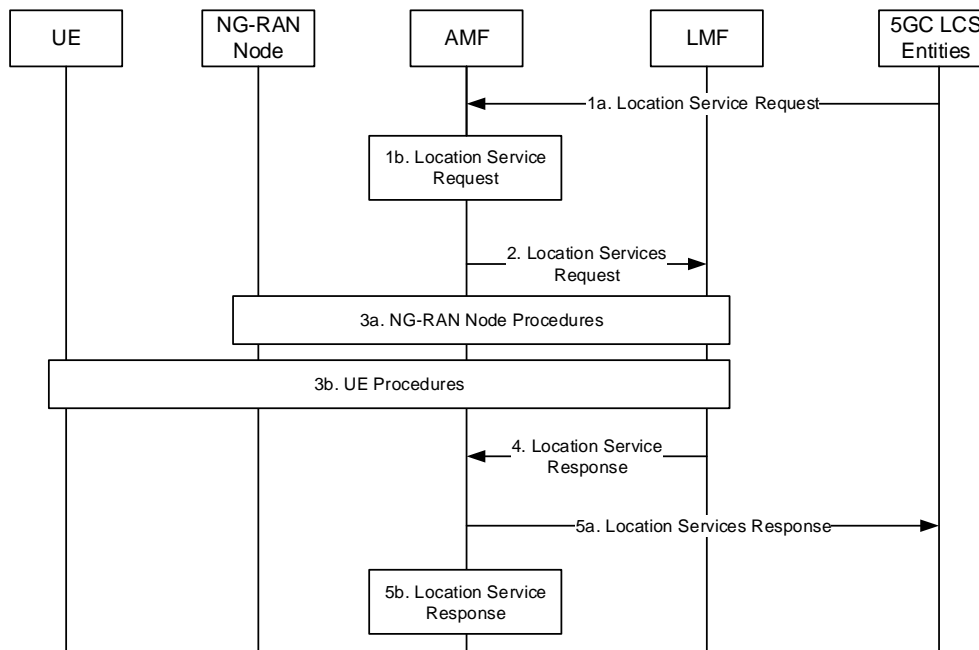 UE
NG-RAN
Node
AMF
LMF
5GC LCS
Entities
1a. Location Service Request
1b. Location Service
Request
2. Location Services
Request
3a. NG-RAN Node Procedures
3b. UE Procedures
4. Location Service
Response
5a. Location Services Response
5b. Location Service
Response